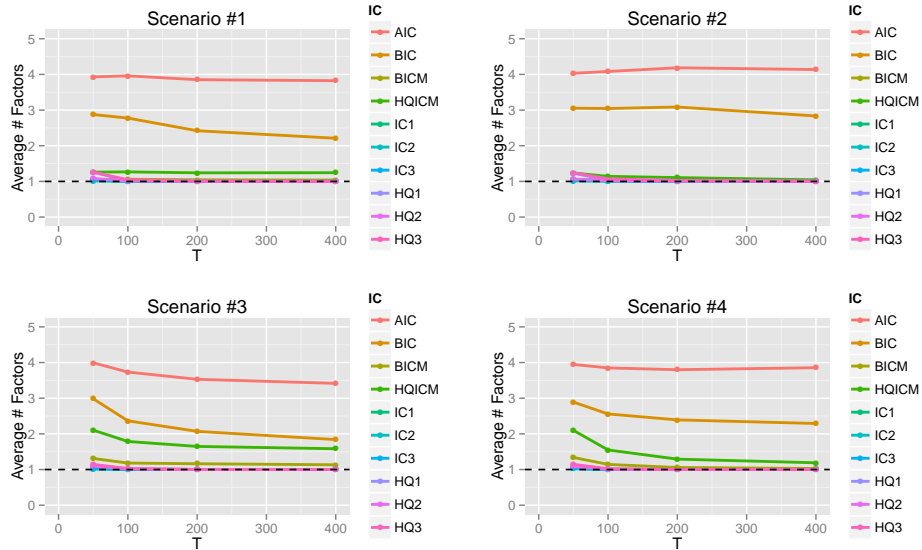 Scenario #1
Average # Factors
5
4
3
2
1
0
0
100
200
300
400
T
IC
AIC
BIC
BICM
HQICM
IC1
IC2
IC3
HQ1
HQ2
HQ3
Scenario #2
Average # Factors
5
4
3
2
1
0
0
100
200
300
400
T
IC
AIC
BIC
BICM
HQICM
IC1
IC2
IC3
HQ1
HQ2
HQ3
Scenario #3
Average # Factors
5
4
3
2
1
0
0
100
200
300
400
T
IC
AIC
BIC
BICM
HQICM
IC1
IC2
IC3
HQ1
HQ2
HQ3
Scenario #4
Average # Factors
5
4
3
2
1
0
0
100
200
300
400
T
IC
AIC
BIC
BICM
HQICM
IC1
IC2
IC3
HQ1
HQ2
HQ3